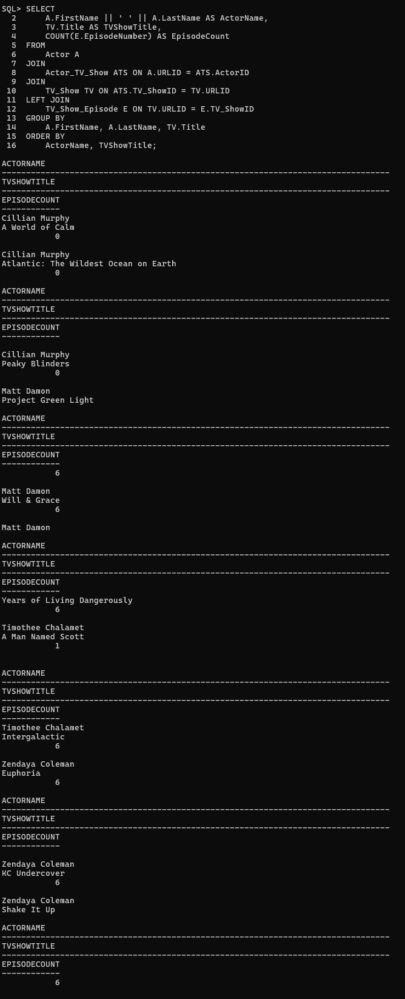 SQL> SELECT
  2      A.FirstName || ' ' || A.LastName AS ActorName,
  3      TV.Title AS TVShowTitle,
  4      COUNT(E.EpisodeNumber) AS EpisodeCount
  5  FROM
  6      Actor A
  7  JOIN
  8      Actor_TV_Show ATS ON A.URLID = ATS.ActorID
  9  JOIN
 10      TV_Show TV ON ATS.TV_ShowID = TV.URLID
 11  LEFT JOIN
 12      TV_Show_Episode E ON TV.URLID = E.TV_ShowID
 13  GROUP BY
 14      A.FirstName, A.LastName, TV.Title
 15  ORDER BY
 16      ActorName, TVShowTitle;

ACTORNAME
--------------------------------------------------------------------------------
TVSHOWTITLE
--------------------------------------------------------------------------------
EPISODECOUNT
------------
Cillian Murphy
A World of Calm
           0

Cillian Murphy
Atlantic: The Wildest Ocean on Earth
           0

ACTORNAME
--------------------------------------------------------------------------------
TVSHOWTITLE
--------------------------------------------------------------------------------
EPISODECOUNT
------------

Cillian Murphy
Peaky Blinders
           0

Matt Damon
Project Green Light

ACTORNAME
--------------------------------------------------------------------------------
TVSHOWTITLE
--------------------------------------------------------------------------------
EPISODECOUNT
------------
           6

Matt Damon
Will & Grace
           6

Matt Damon

ACTORNAME
--------------------------------------------------------------------------------
TVSHOWTITLE
--------------------------------------------------------------------------------
EPISODECOUNT
------------
Years of Living Dangerously
           6

Timothee Chalamet
A Man Named Scott
           1


ACTORNAME
--------------------------------------------------------------------------------
TVSHOWTITLE
--------------------------------------------------------------------------------
EPISODECOUNT
------------
Timothee Chalamet
Intergalactic
           6

Zendaya Coleman
Euphoria
           6

ACTORNAME
--------------------------------------------------------------------------------
TVSHOWTITLE
--------------------------------------------------------------------------------
EPISODECOUNT
------------

Zendaya Coleman
KC Undercover
           6

Zendaya Coleman
Shake It Up

ACTORNAME
--------------------------------------------------------------------------------
TVSHOWTITLE
--------------------------------------------------------------------------------
EPISODECOUNT
------------
           6